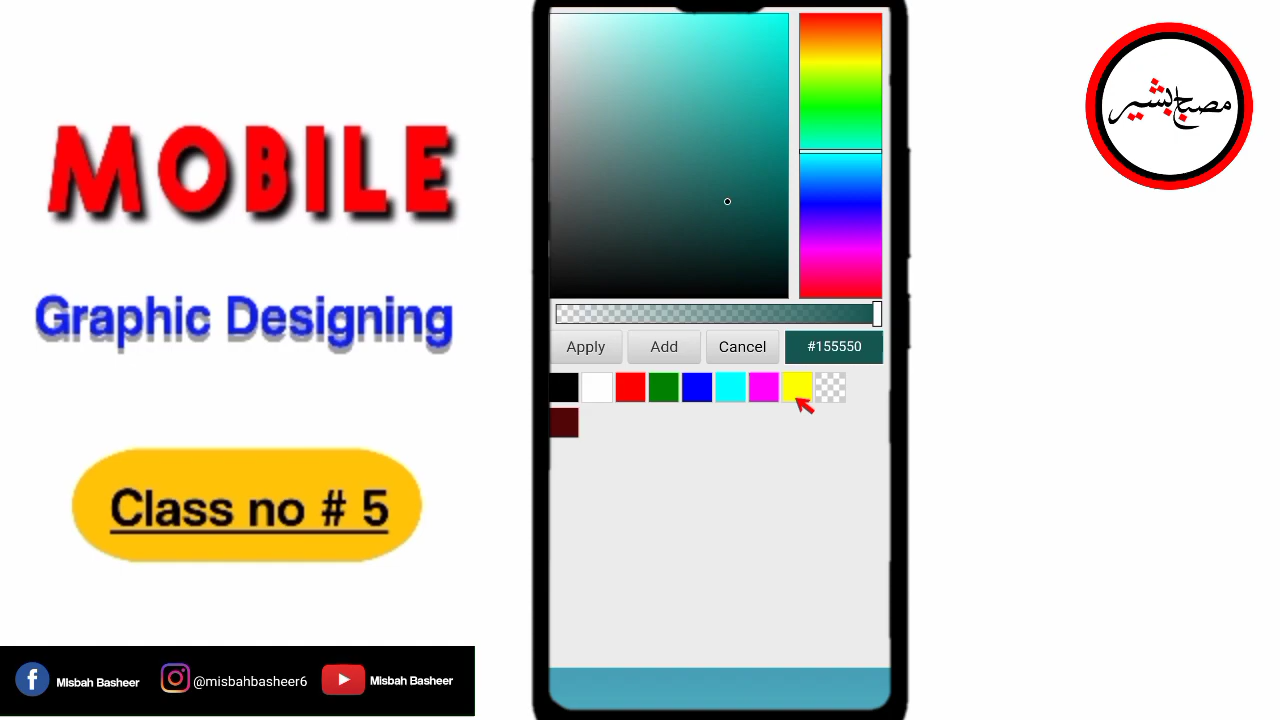 MOBILE
Graphic Designing
Class no # 5
Misbah Basheer
@misbahbasheer6
Misbah Basheer
Apply
Add
Cancel
#155550
مصباح بشیر